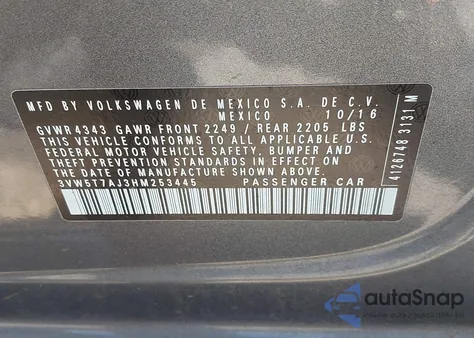 MFD BY VOLKSWAGEN DE MEXICO S.A. DE C.V.
MEXICO 10/16
GVWR 4343 GAWR FRONT 2249 / REAR 2205 LBS
THIS VEHICLE CONFORMS TO ALL APPLICABLE U.S.
FEDERAL MOTOR VEHICLE SAFETY, BUMPER AND
THEFT PREVENTION STANDARDS IN EFFECT ON
THE DATE OF MANUFACTURE SHOWN ABOVE.
3VW5T7AJ3HM253445 PASSENGER CAR
4126748 3131 M
autoSnap